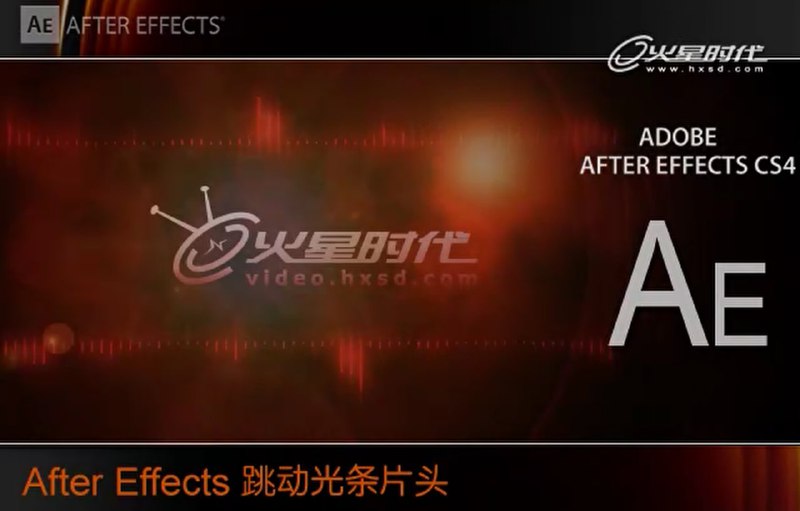 AE AFTER EFFECTS®
火星时代
www.hxsd.com
ADOBE
AFTER EFFECTS CS4
火星时代
video.hxsd.com
AE
After Effects 跳动光条片头